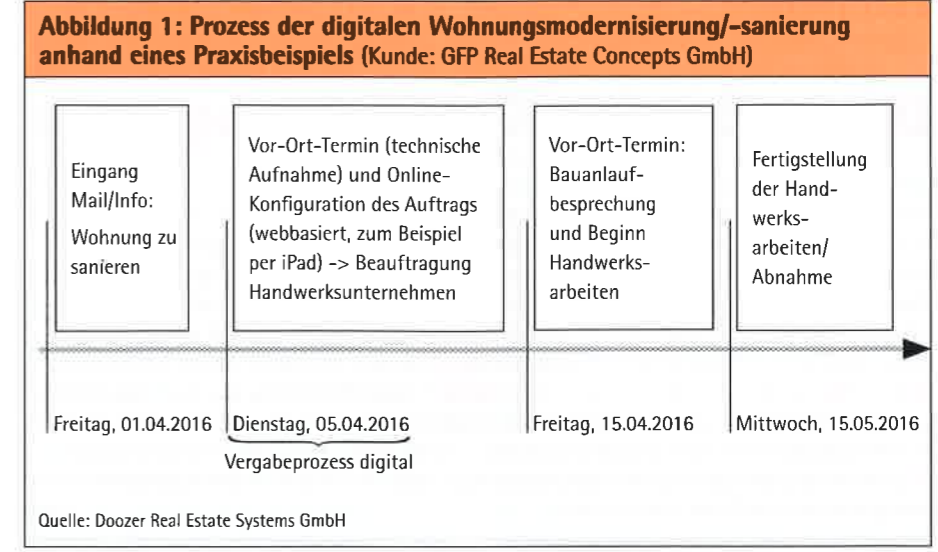 Abbildung 1: Prozess der digitalen Wohnungsmodernisierung/-sanierung
anhand eines Praxisbeispiels (Kunde: GFP Real Estate Concepts GmbH)
Eingang
Mail/Info:
Wohnung zu
sanieren
Vor-Ort-Termin (technische
Aufnahme) und Online-
Konfiguration des Auftrags
(webbasiert, zum Beispiel
per iPad) -> Beauftragung
Handwerksunternehmen
Vor-Ort-Termin:
Bauanlauf-
besprechung
und Beginn
Handwerks-
arbeiten
Fertigstellung
der Hand-
werks-
arbeiten/
Abnahme
Freitag, 01.04.2016
Dienstag, 05.04.2016
Freitag, 15.04.2016
Mittwoch, 15.05.2016
Vergabeprozess digital
Quelle: Doozer Real Estate Systems GmbH